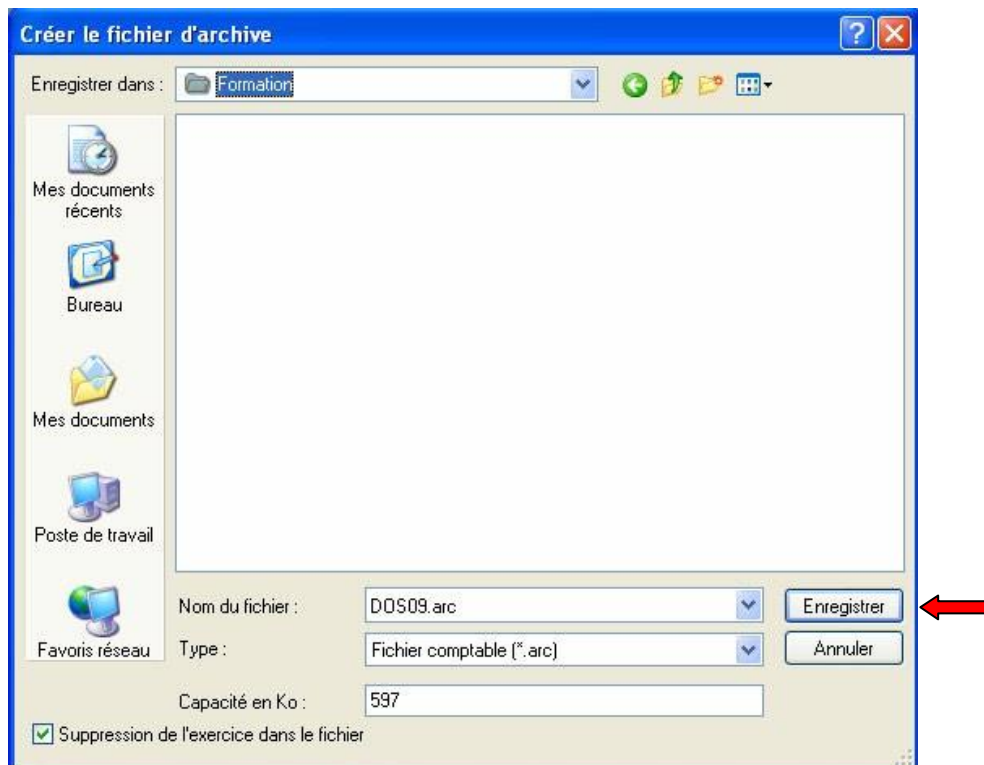 Créer le fichier d'archive
Enregistrer dans :
Formation
Mes documents
récents
Bureau
Mes documents
Poste de travail
Favoris réseau
Nom du fichier :
DOS09.arc
Enregistrer
Type :
Fichier comptable (*.arc)
Annuler
Capacité en Ko :
597
Suppression de l'exercice dans le fichier